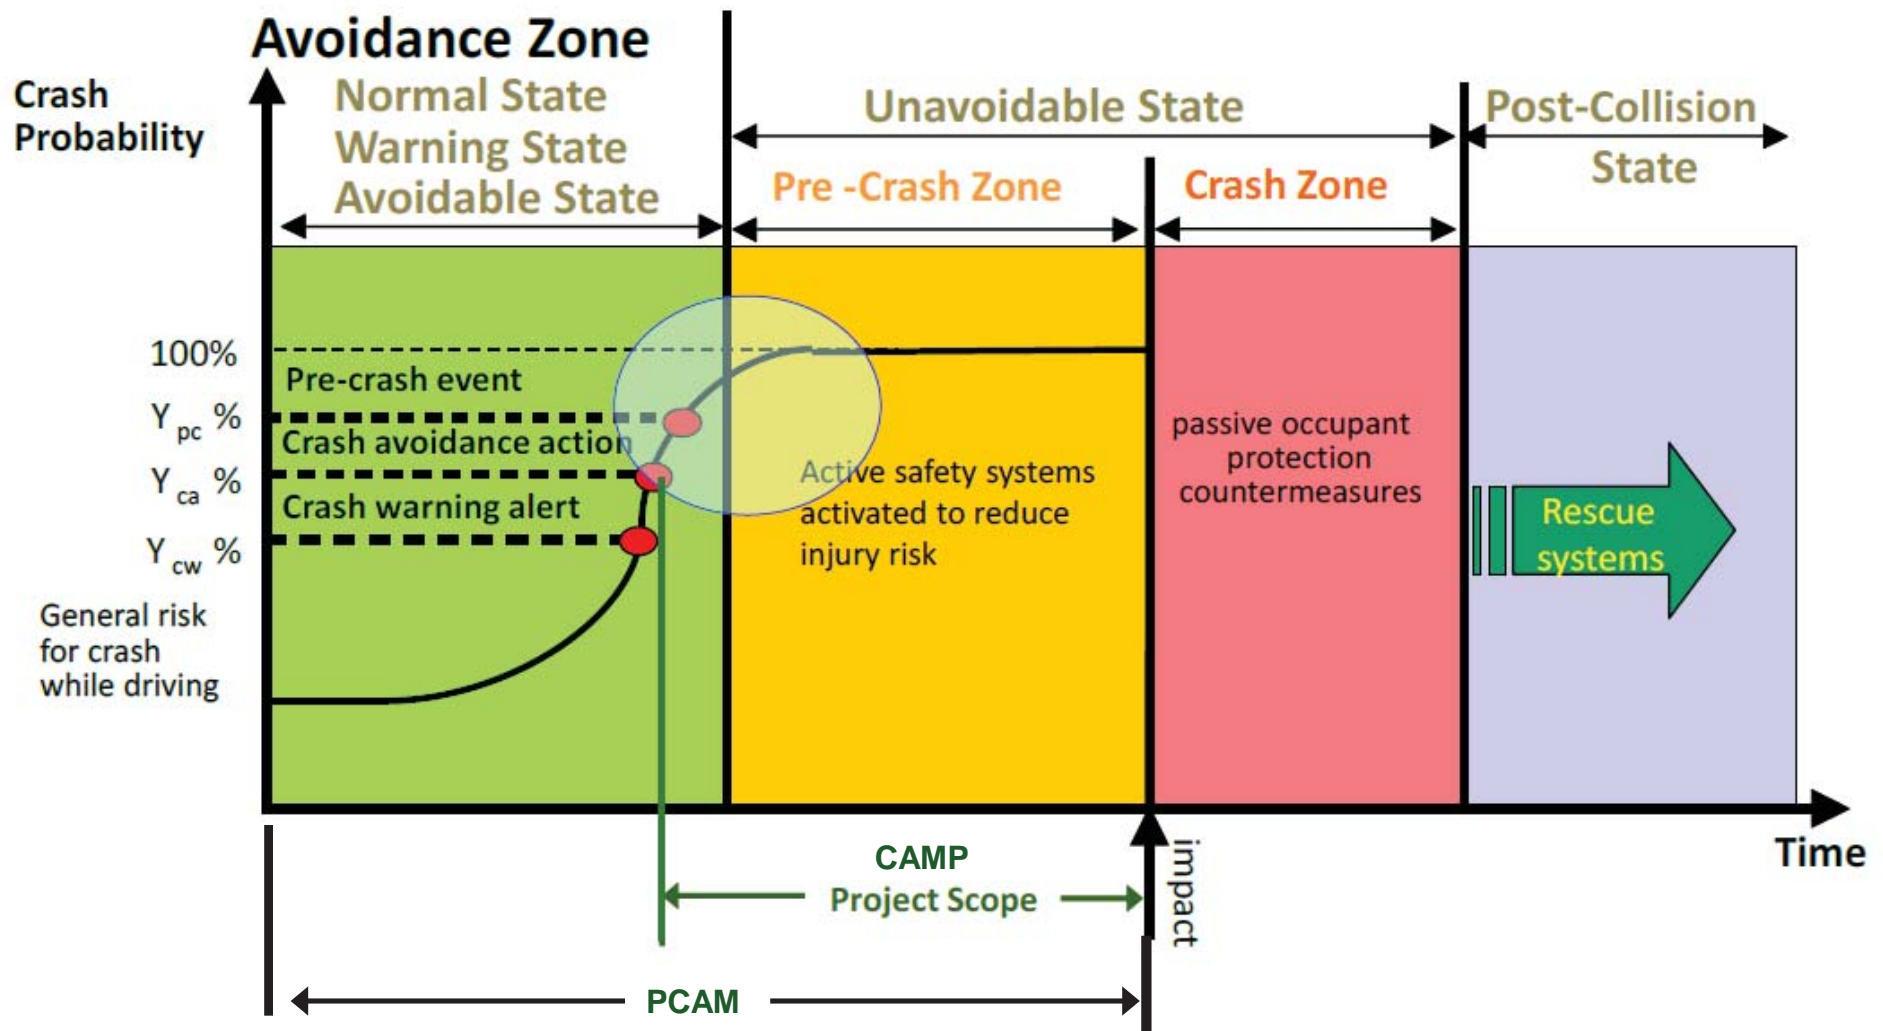 Avoidance Zone
Crash
Probability
Normal State
Warning State
Avoidable State
Unavoidable State
Post-Collision
State
Pre -Crash Zone
Crash Zone
100%
Pre-crash event
Y pc %
Crash avoidance action
Y ca %
Crash warning alert
Y cw %
General risk
for crash
while driving
Active safety systems
activated to reduce
injury risk
passive occupant
protection
countermeasures
Rescue
systems
Time
impact
CAMP
Project Scope
PCAM